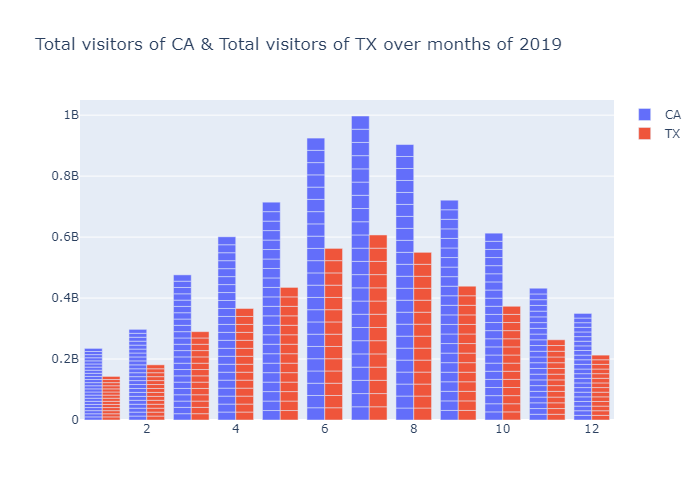 Total visitors of CA & Total visitors of TX over months of 2019
1B
0.8B
0.6B
0.4B
0.2B
0
2
4
6
8
10
12
CA
TX